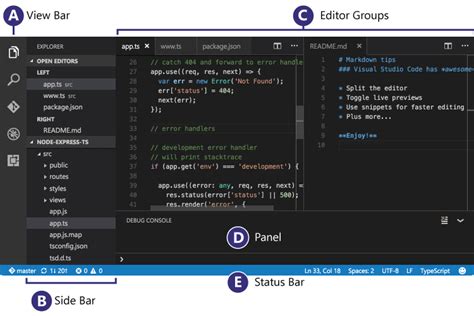 A View Bar
C Editor Groups
EXPLORER
OPEN EDITORS
LEFT
app.ts src
www.ts src
package.json
RIGHT
README.md
NODE-EXPRESS-TS
src
public
routes
styles
views
app.js
app.ts
app.js.map
tsconfig.json
tsd.d.ts
app.ts
www.ts
package.json
26 // catch 404 and forward to error handler
27 app.use((req, res, next) => {
28 var err = new Error('Not Found');
29 err['status'] = 404;
30 next(err);
31 });
32
33 // error handlers
34
35 // development error handler
36 // will print stacktrace
37 if (app.get('env') === 'development') {
38
39 app.use((error: any, req, res, next) =>
40 res.status(error['status'] || 500);
41 res.render('error', {
README.md
1 # Markdown tips
2 ### Visual Studio Code has *awesome
3
4 * Split the editor
5 * Toggle live previews
6 * Use snippets for faster editing
7 * Plus more...
8
9 **Enjoy!**
10
DEBUG CONSOLE
D Panel
master 0 0
Ln 33, Col 18 Spaces: 2 UTF-8 LF TypeScript
B Side Bar
E Status Bar